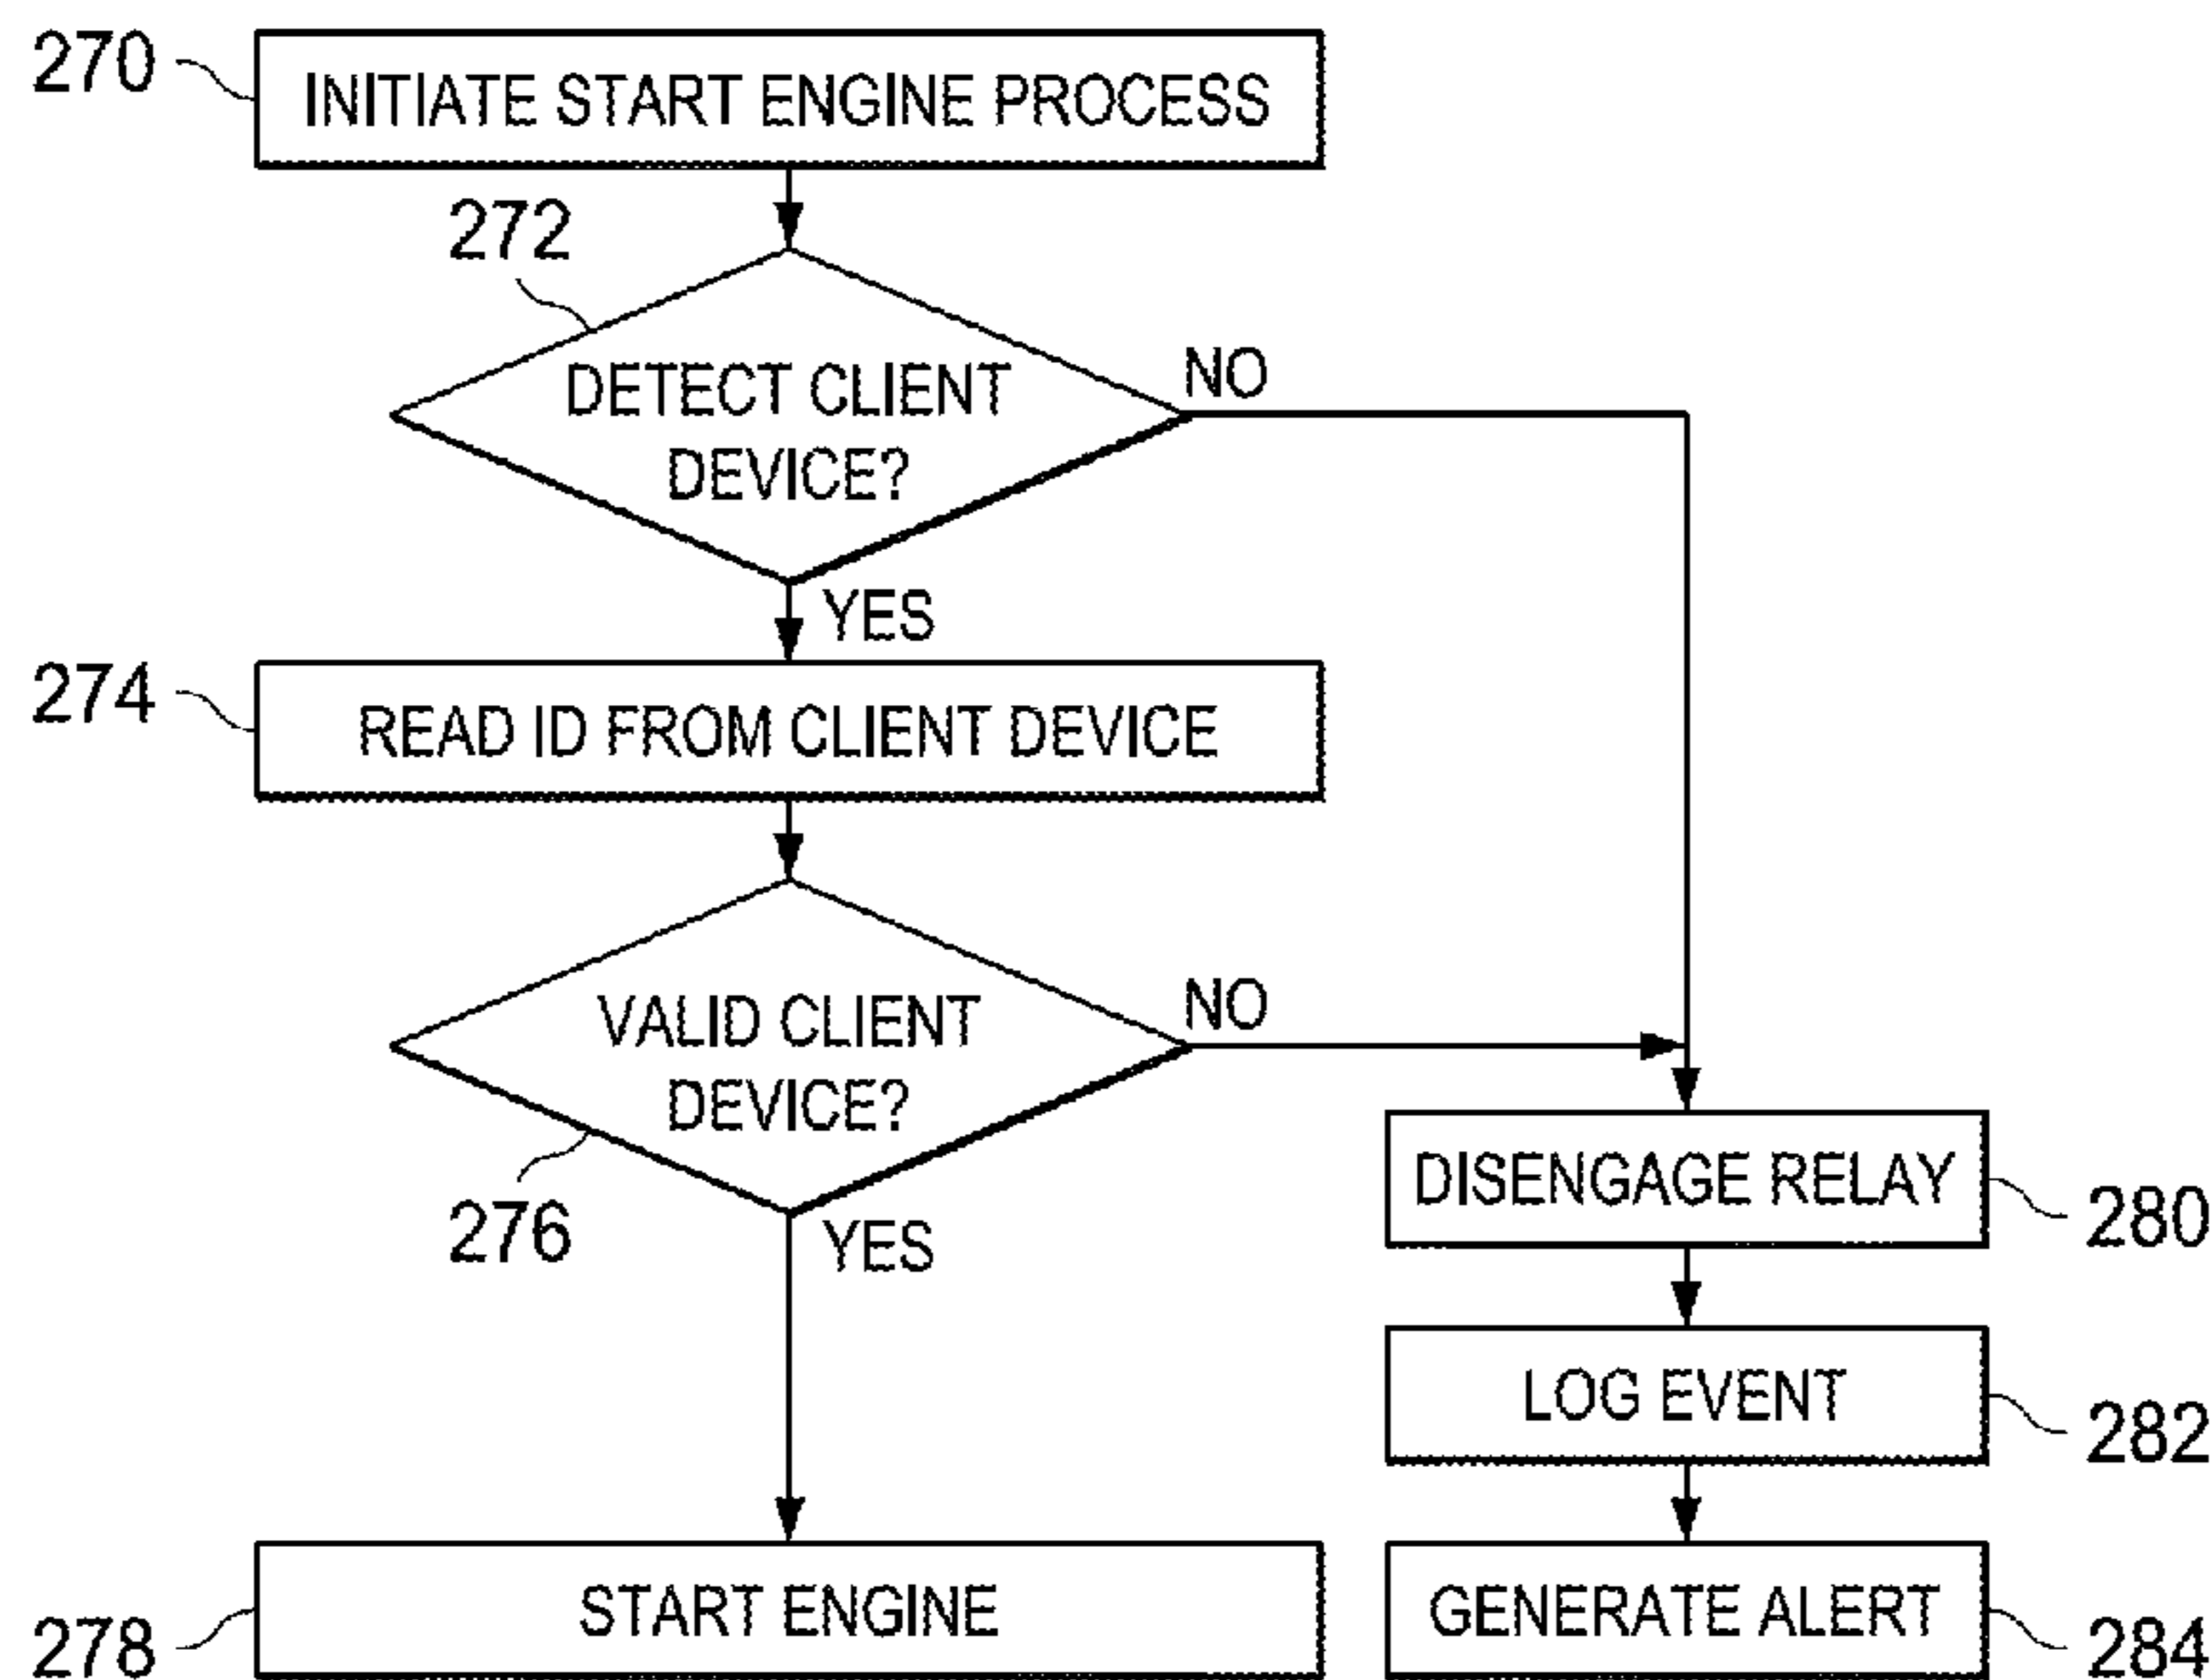 270
INITIATE START ENGINE PROCESS
272
DETECT CLIENT
DEVICE?
NO
YES
274
READ ID FROM CLIENT DEVICE
VALID CLIENT
DEVICE?
NO
276
YES
DISENGAGE RELAY
280
LOG EVENT
282
278
START ENGINE
GENERATE ALERT
284